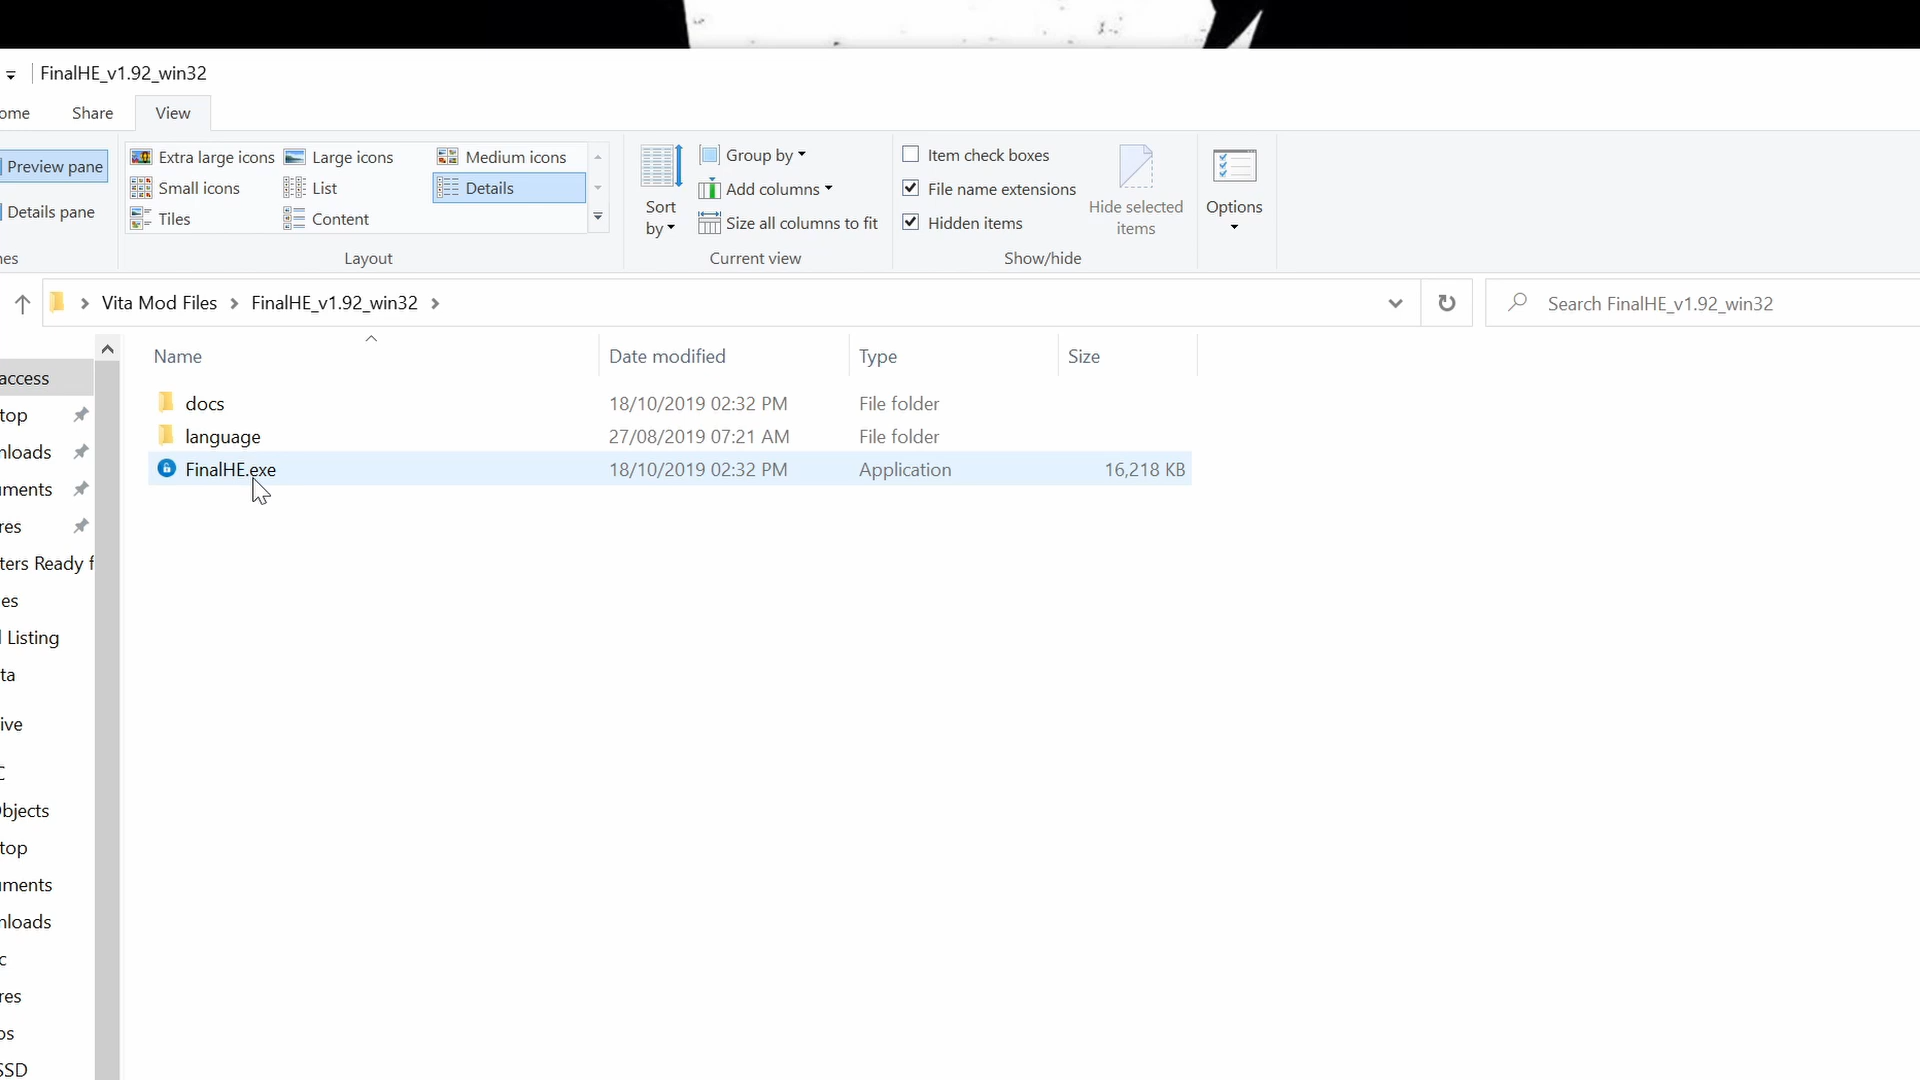 FinalHE_v1.92_win32
ome Share View
Preview pane
Details pane
nes
Extra large icons Large icons Medium icons
Small icons List Details
Tiles Content
Layout
Sort by
Group by
Add columns
Size all columns to fit
Current view
Item check boxes
File name extensions
Hidden items
Hide selected
items
Show/hide
Options
Vita Mod Files FinalHE_v1.92_win32
Search FinalHE_v1.92_win32
Name Date modified Type Size
docs 18/10/2019 02:32 PM File folder
language 27/08/2019 07:21 AM File folder
FinalHE.exe 18/10/2019 02:32 PM Application 16,218 KB
access
top
nloads
uments
res
ters Ready f
es
l Listing
ta
ive
C
Objects
top
uments
nloads
c
res
os
SSD